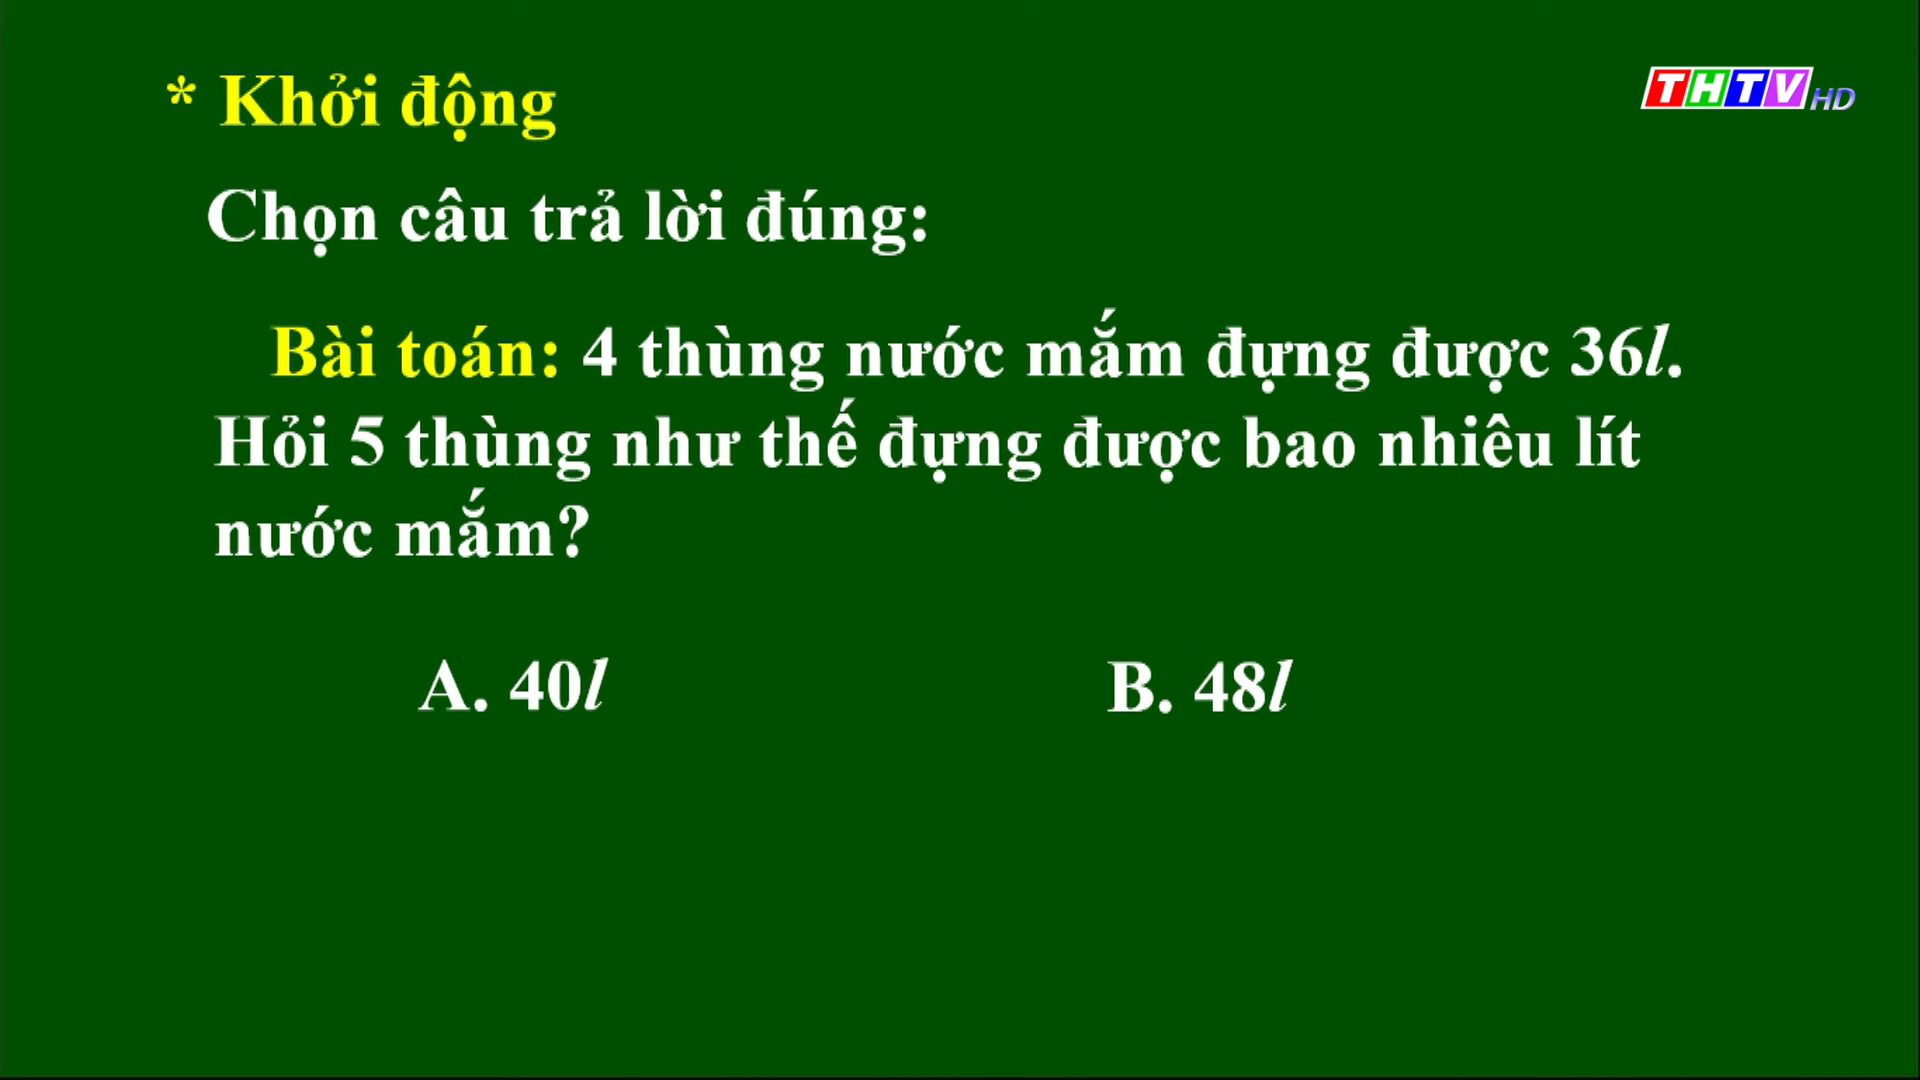 * Khởi động
THTV HD
Chọn câu trả lời đúng:
Bài toán: 4 thùng nước mắm đựng được 36l.
Hỏi 5 thùng như thế đựng được bao nhiêu lít
nước mắm?
A. 40l B. 48l